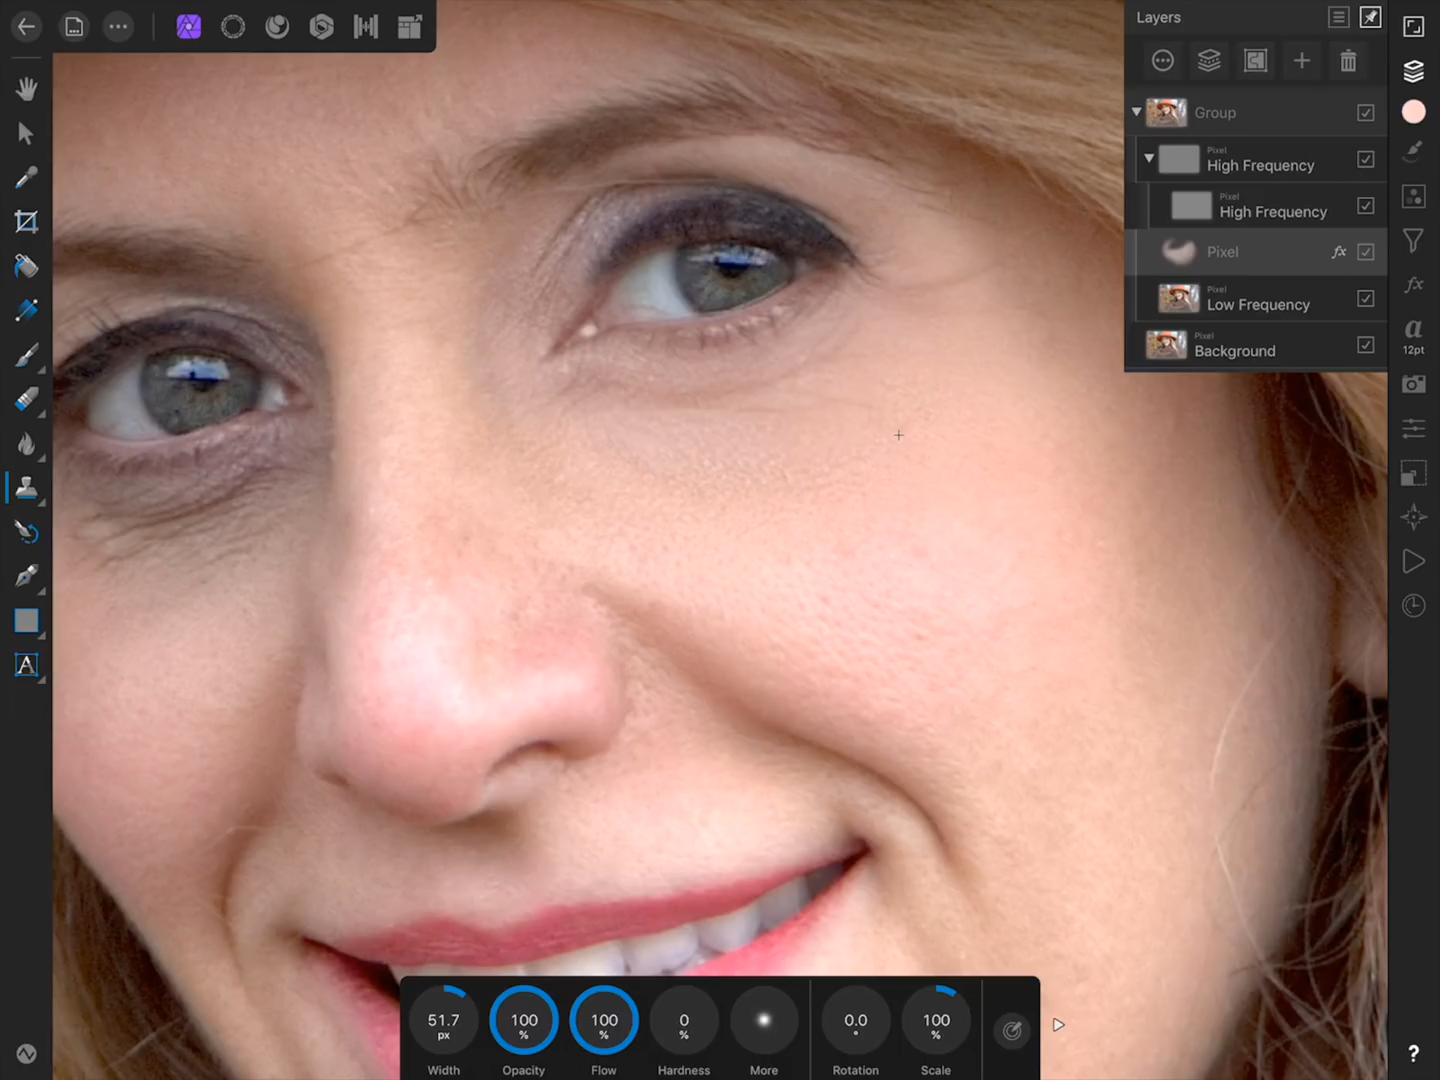 Layers
Group
Pixel
High Frequency
Pixel
High Frequency
Pixel
fx
Pixel
Low Frequency
Pixel
Background
fx
a
12pt
A
51.7
px
100
%
100
%
0
%
0.0
°
100
%
Width
Opacity
Flow
Hardness
More
Rotation
Scale
?